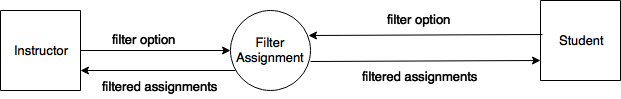 filter option
filter option
Instructor
Filter
Assignment
Student
filtered assignments
filtered assignments